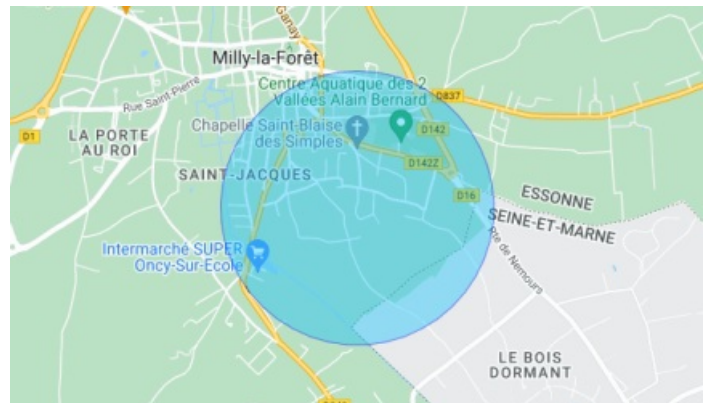 Ganay
Milly-la-Forêt
Centre Aquatique des 2
Vallées Alain Bernard
D837
Rue Saint-Pierre
D1
LA PORTE
AU ROI
Chapelle Saint-Blaise
des Simples
D142
D142Z
SAINT-JACQUES
D16
ESSONNE
SEINE-ET-MARNE
Rte de Nemours
Intermarché SUPER
Oncy-Sur-Ecole
LE BOIS
DORMANT